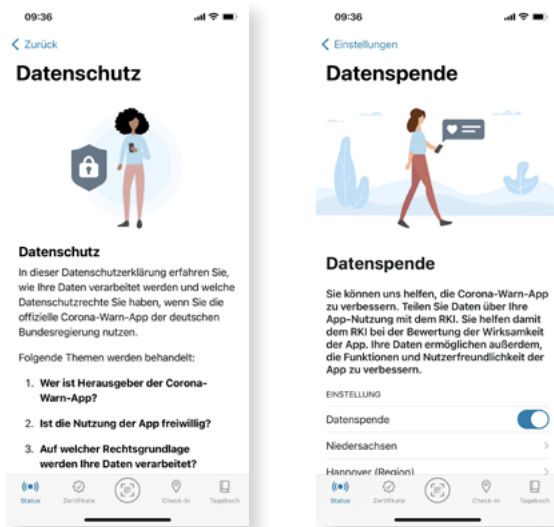 09:36
Zurück
Datenschutz
Datenschutz
In dieser Datenschutzerklärung erfahren Sie,
wie Ihre Daten verarbeitet werden und welche
Datenschutzrechte Sie haben, wenn Sie die
offizielle Corona-Warn-App der deutschen
Bundesregierung nutzen.
Folgende Themen werden behandelt:
1. Wer ist Herausgeber der Corona-
Warn-App?
2. Ist die Nutzung der App freiwillig?
3. Auf welcher Rechtsgrundlage
werden Ihre Daten verarbeitet?
Status Zertifikate Check-in Tagebuch
09:36
Einstellungen
Datenspende
Datenspende
Sie können uns helfen, die Corona-Warn-App
zu verbessern. Teilen Sie Daten über Ihre
App-Nutzung mit dem RKI. Sie helfen damit
dem RKI bei der Bewertung der Wirksamkeit
der App. Ihre Daten ermöglichen außerdem,
die Funktionen und Nutzerfreundlichkeit der
App zu verbessern.
EINSTELLUNG
Datenspende
Niedersachsen
Hannover (Region)
Status Zertifikate Check-in Tagebuch